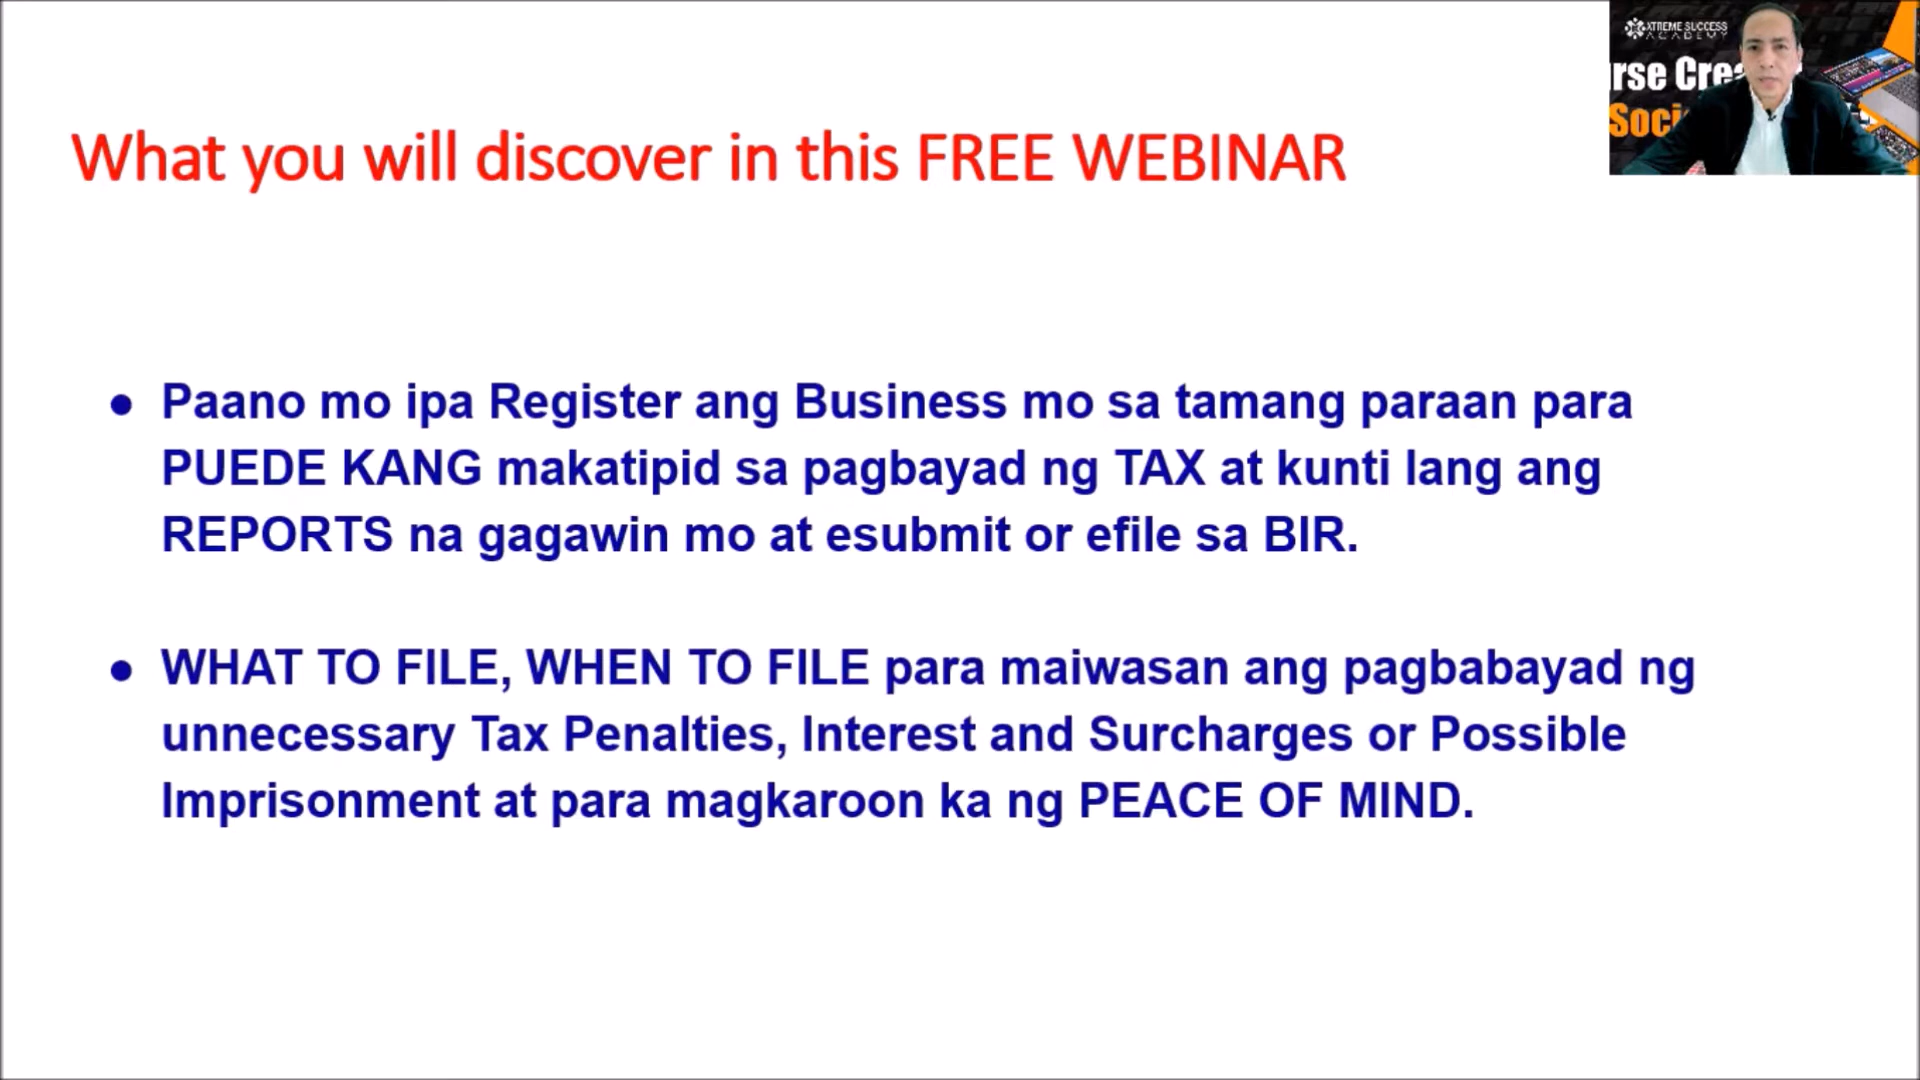 XTREME SUCCESS
ACADEMY
What you will discover in this FREE WEBINAR
● Paano mo ipa Register ang Business mo sa tamang paraan para
PUEDE KANG makatipid sa pagbayad ng TAX at kunti lang ang
REPORTS na gagawin mo at esubmit or efile sa BIR.
● WHAT TO FILE, WHEN TO FILE para maiwasan ang pagbabayad ng
unnecessary Tax Penalties, Interest and Surcharges or Possible
Imprisonment at para magkaroon ka ng PEACE OF MIND.